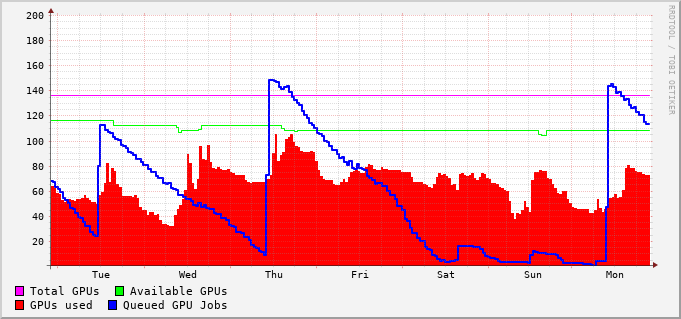 200
180
160
140
120
100
80
60
40
20
Tue Wed Thu Fri Sat Sun Mon
Total GPUs Available GPUs
GPUs used Queued GPU Jobs
RRDTOOL / TOBI OETIKER